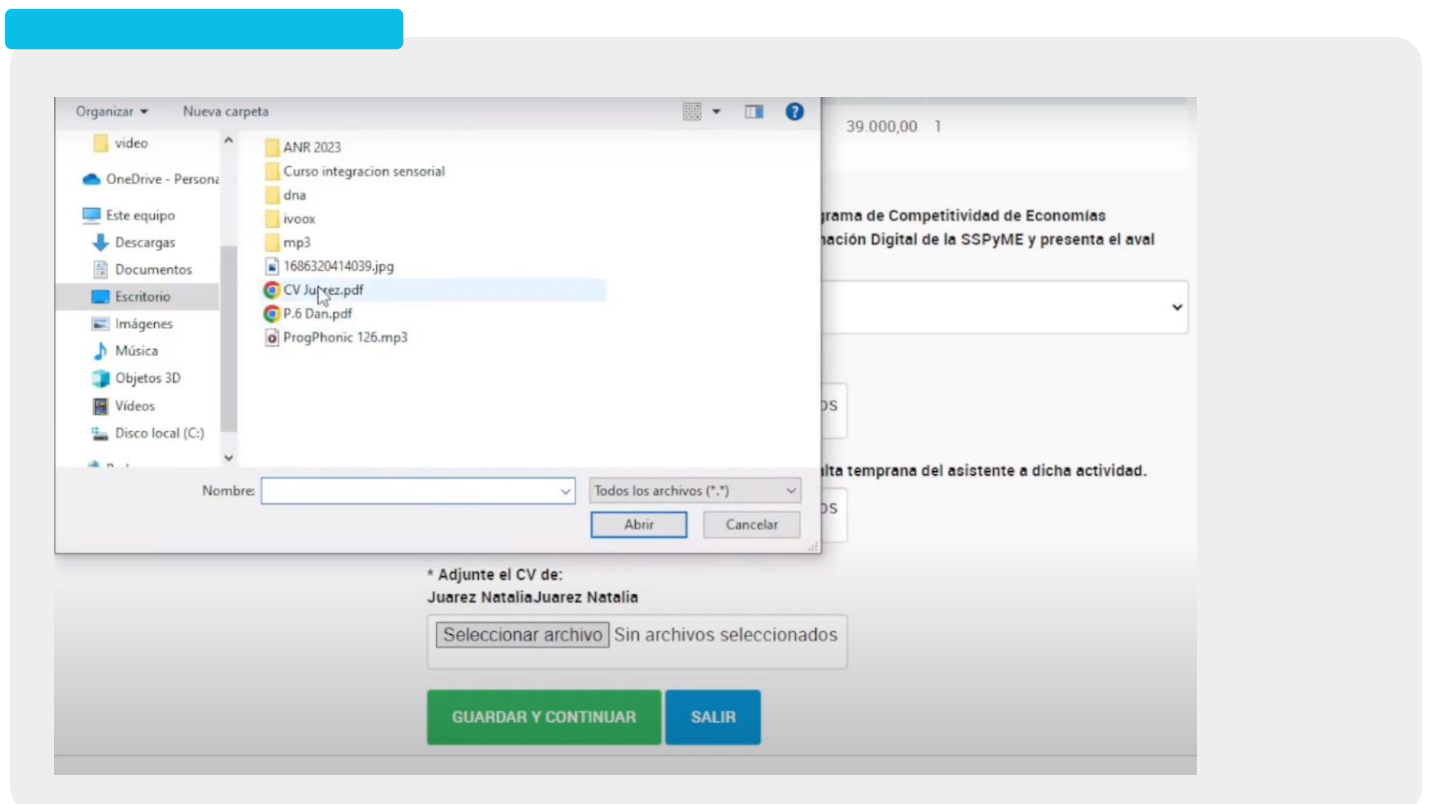 Organizar
Nueva carpeta
video
OneDrive - Persona
Este equipo
Descargas
Documentos
Escritorio
Imágenes
Música
Objetos 3D
Vídeos
Disco local (C:)
ANR 2023
Curso integracion sensorial
dna
ivoox
mp3
1686320414039.jpg
CV Juarez.pdf
P.6 Dan.pdf
ProgPhonic 126.mp3
Nombre:
Todos los archivos (*.*)
Abrir
Cancelar
39.000,00 1
grama de Competitividad de Economías
nación Digital de la SSPyME y presenta el aval
os
ulta temprana del asistente a dicha actividad.
os
* Adjunte el CV de:
Juarez NataliaJuarez Natalia
Seleccionar archivo Sin archivos seleccionados
GUARDAR Y CONTINUAR
SALIR